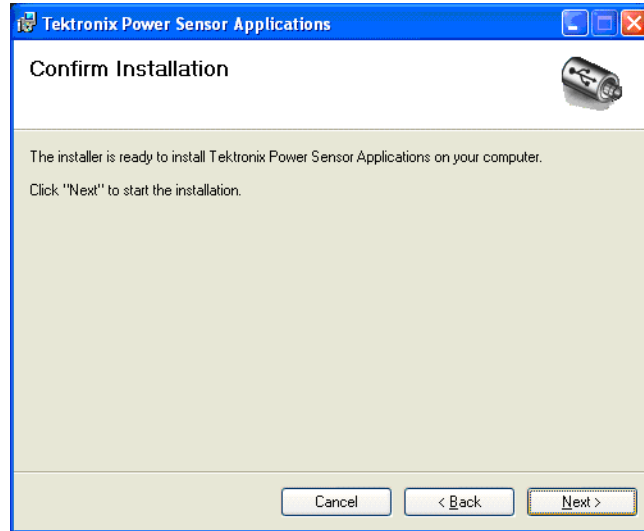 Tektronix Power Sensor Applications
Confirm Installation
The installer is ready to install Tektronix Power Sensor Applications on your computer.
Click "Next" to start the installation.
Cancel
< Back
Next >